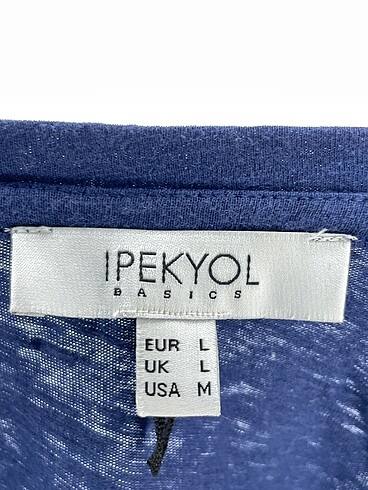 IPEKYOL
BASICS
EUR L
UK L
USA M